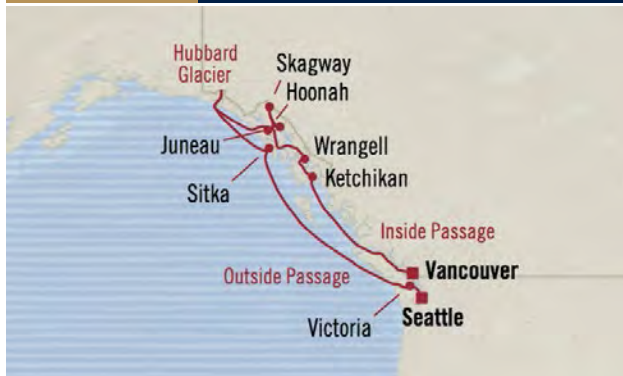 Hubbard
Glacier
Skagway
Hoonah
Juneau
Wrangell
Ketchikan
Sitka
Inside Passage
Outside Passage
Vancouver
Victoria
Seattle